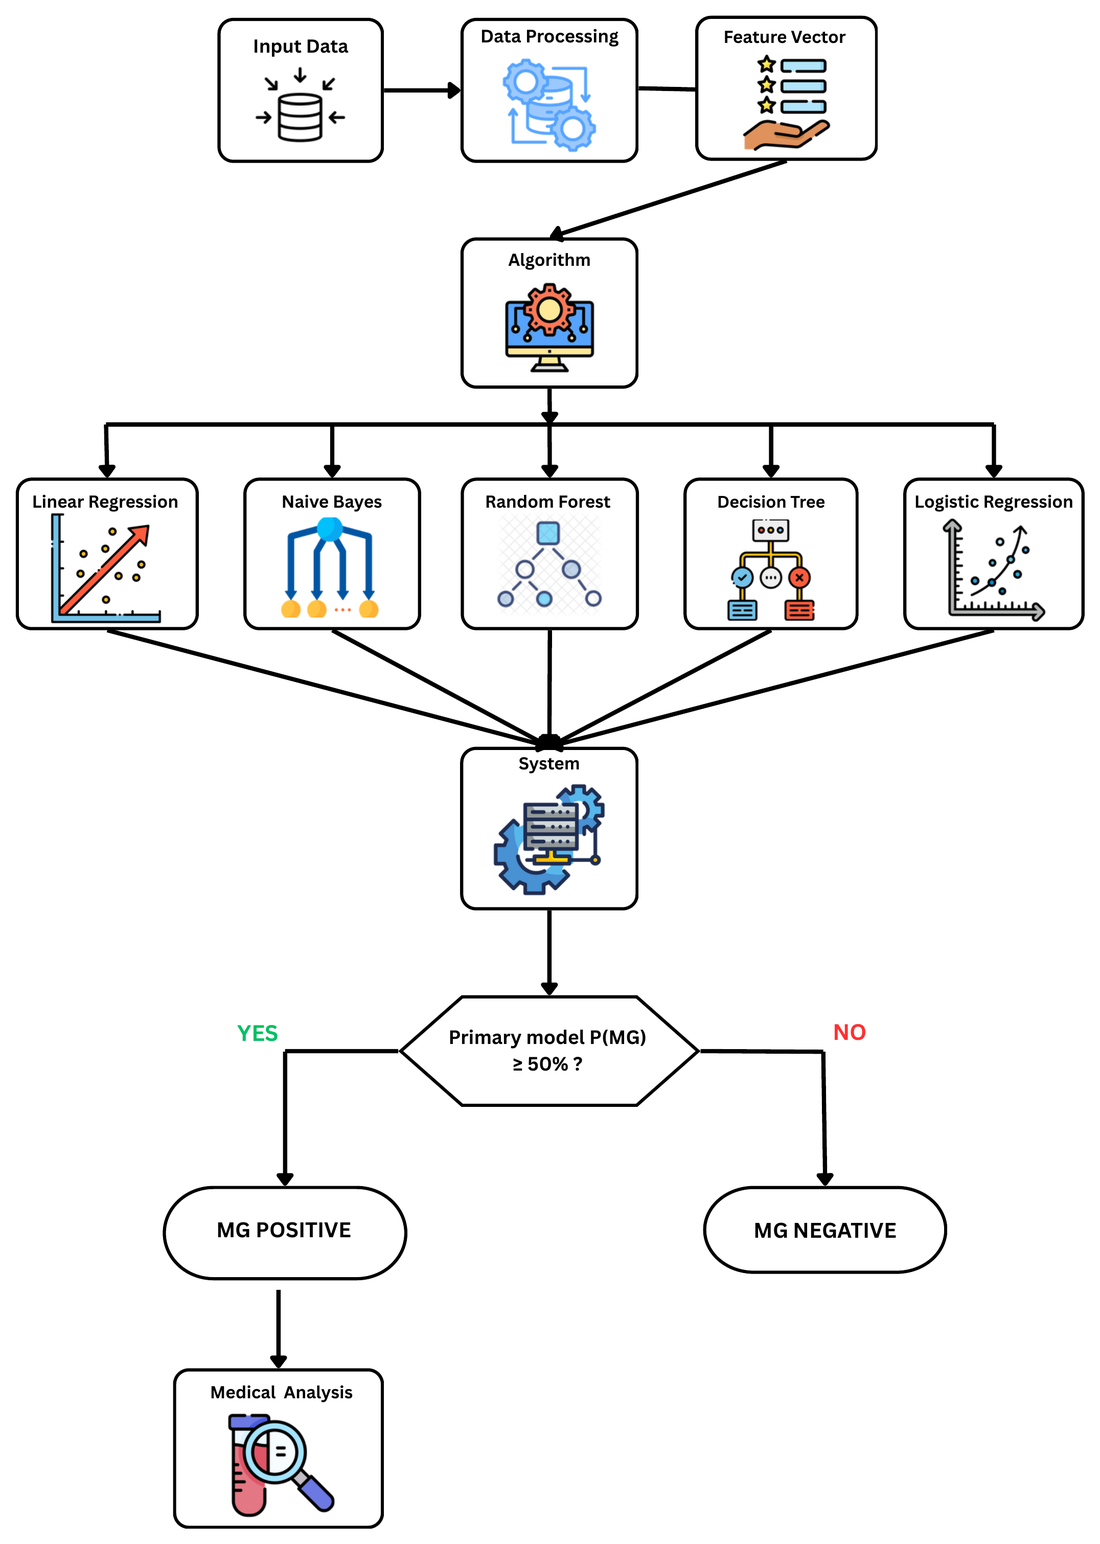 Input Data
Data Processing
Feature Vector
Algorithm
Linear Regression
Naive Bayes
Random Forest
Decision Tree
Logistic Regression
System
YES
Primary model P(MG)
≥ 50% ?
NO
MG POSITIVE
MG NEGATIVE
Medical Analysis